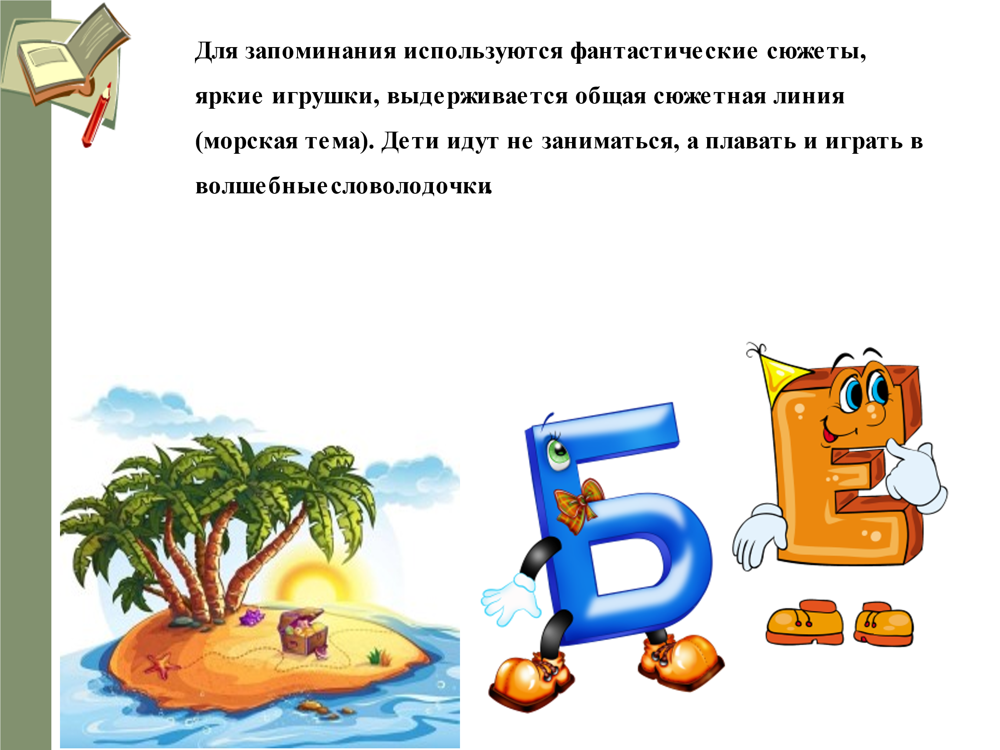 Для запоминания используются фантастические сюжеты,
яркие игрушки, выдерживается общая сюжетная линия
(морская тема). Дети идут не заниматься, а плавать и играть в
волшебныесловолодочки.
Б Е